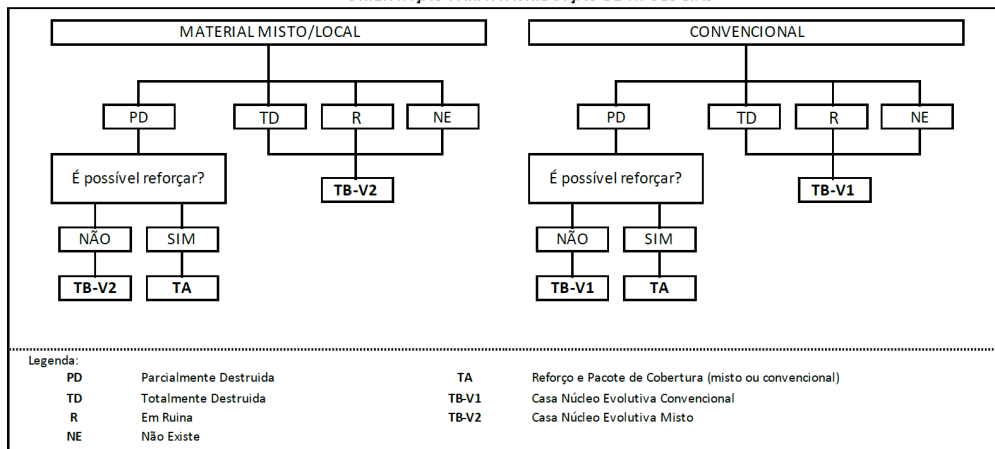 MATERIAL MISTO/LOCAL
CONVENCIONAL
PD
TD
R
NE
PD
TD
R
NE
É possível reforçar?
TB-V2
É possível reforçar?
TB-V1
NÃO
SIM
NÃO
SIM
TB-V2
TA
TB-V1
TA
Legenda:
PD Parcialmente Destruida
TA Reforço e Pacote de Cobertura (misto ou convencional)
TD Totalmente Destruida
TB-V1 Casa Núcleo Evolutiva Convencional
R Em Ruina
TB-V2 Casa Núcleo Evolutiva Misto
NE Não Existe